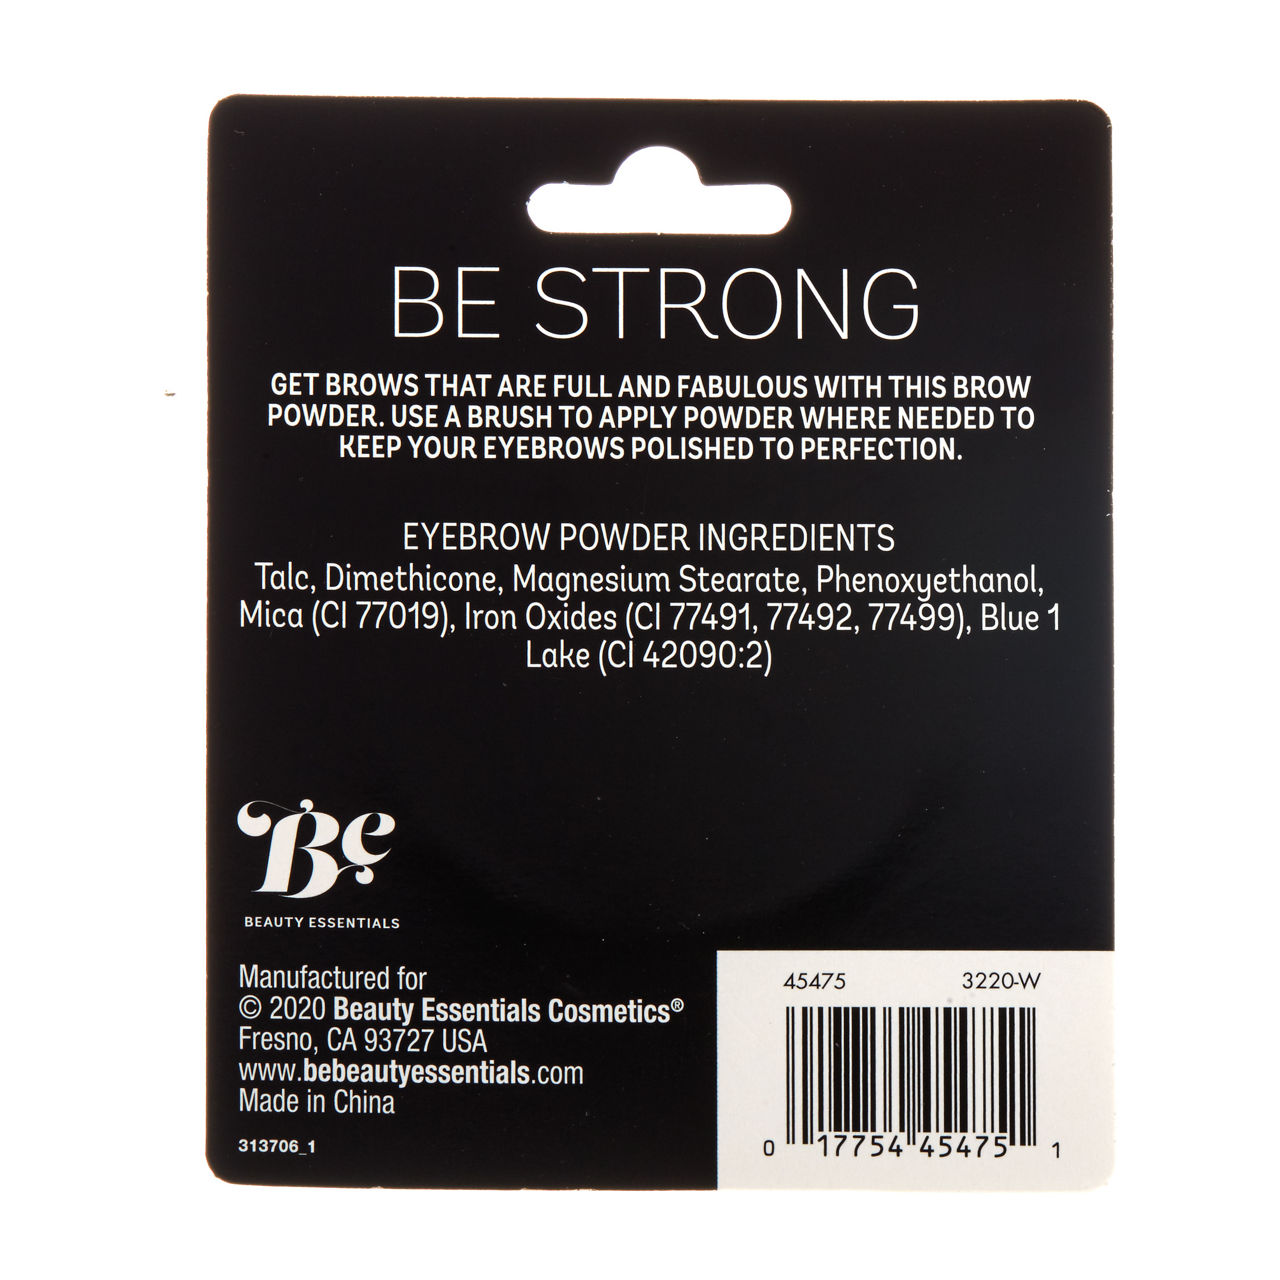 BE STRONG
GET BROWS THAT ARE FULL AND FABULOUS WITH THIS BROW
POWDER. USE A BRUSH TO APPLY POWDER WHERE NEEDED TO
KEEP YOUR EYEBROWS POLISHED TO PERFECTION.
EYEBROW POWDER INGREDIENTS
Talc, Dimethicone, Magnesium Stearate, Phenoxyethanol,
Mica (CI 77019), Iron Oxides (CI 77491, 77492, 77499), Blue 1
Lake (CI 42090:2)
Be
BEAUTY ESSENTIALS
Manufactured for
© 2020 Beauty Essentials Cosmetics®
Fresno, CA 93727 USA
www.bebeautyessentials.com
Made in China
313706_1
45475 3220-W
0 17754 45475 1